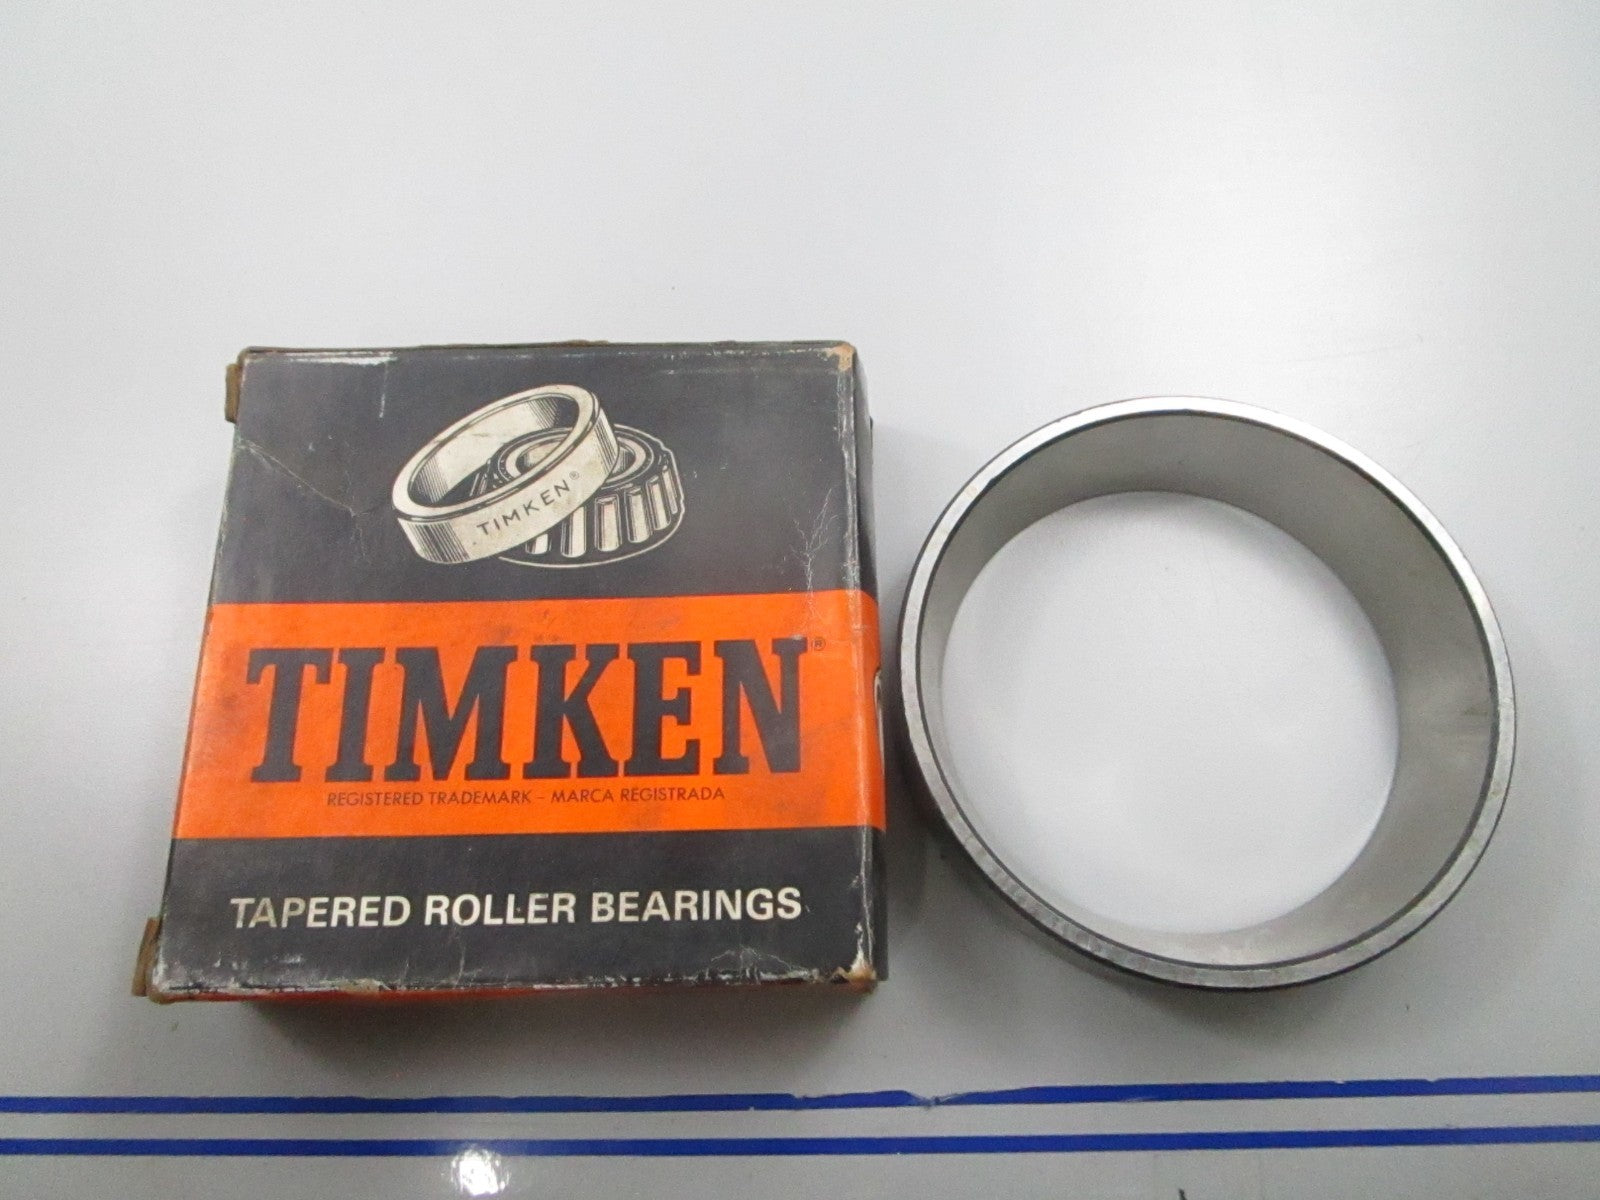 TIMKEN®
TIMKEN®
REGISTERED TRADEMARK – MARCA REGISTRADA
TAPERED ROLLER BEARINGS